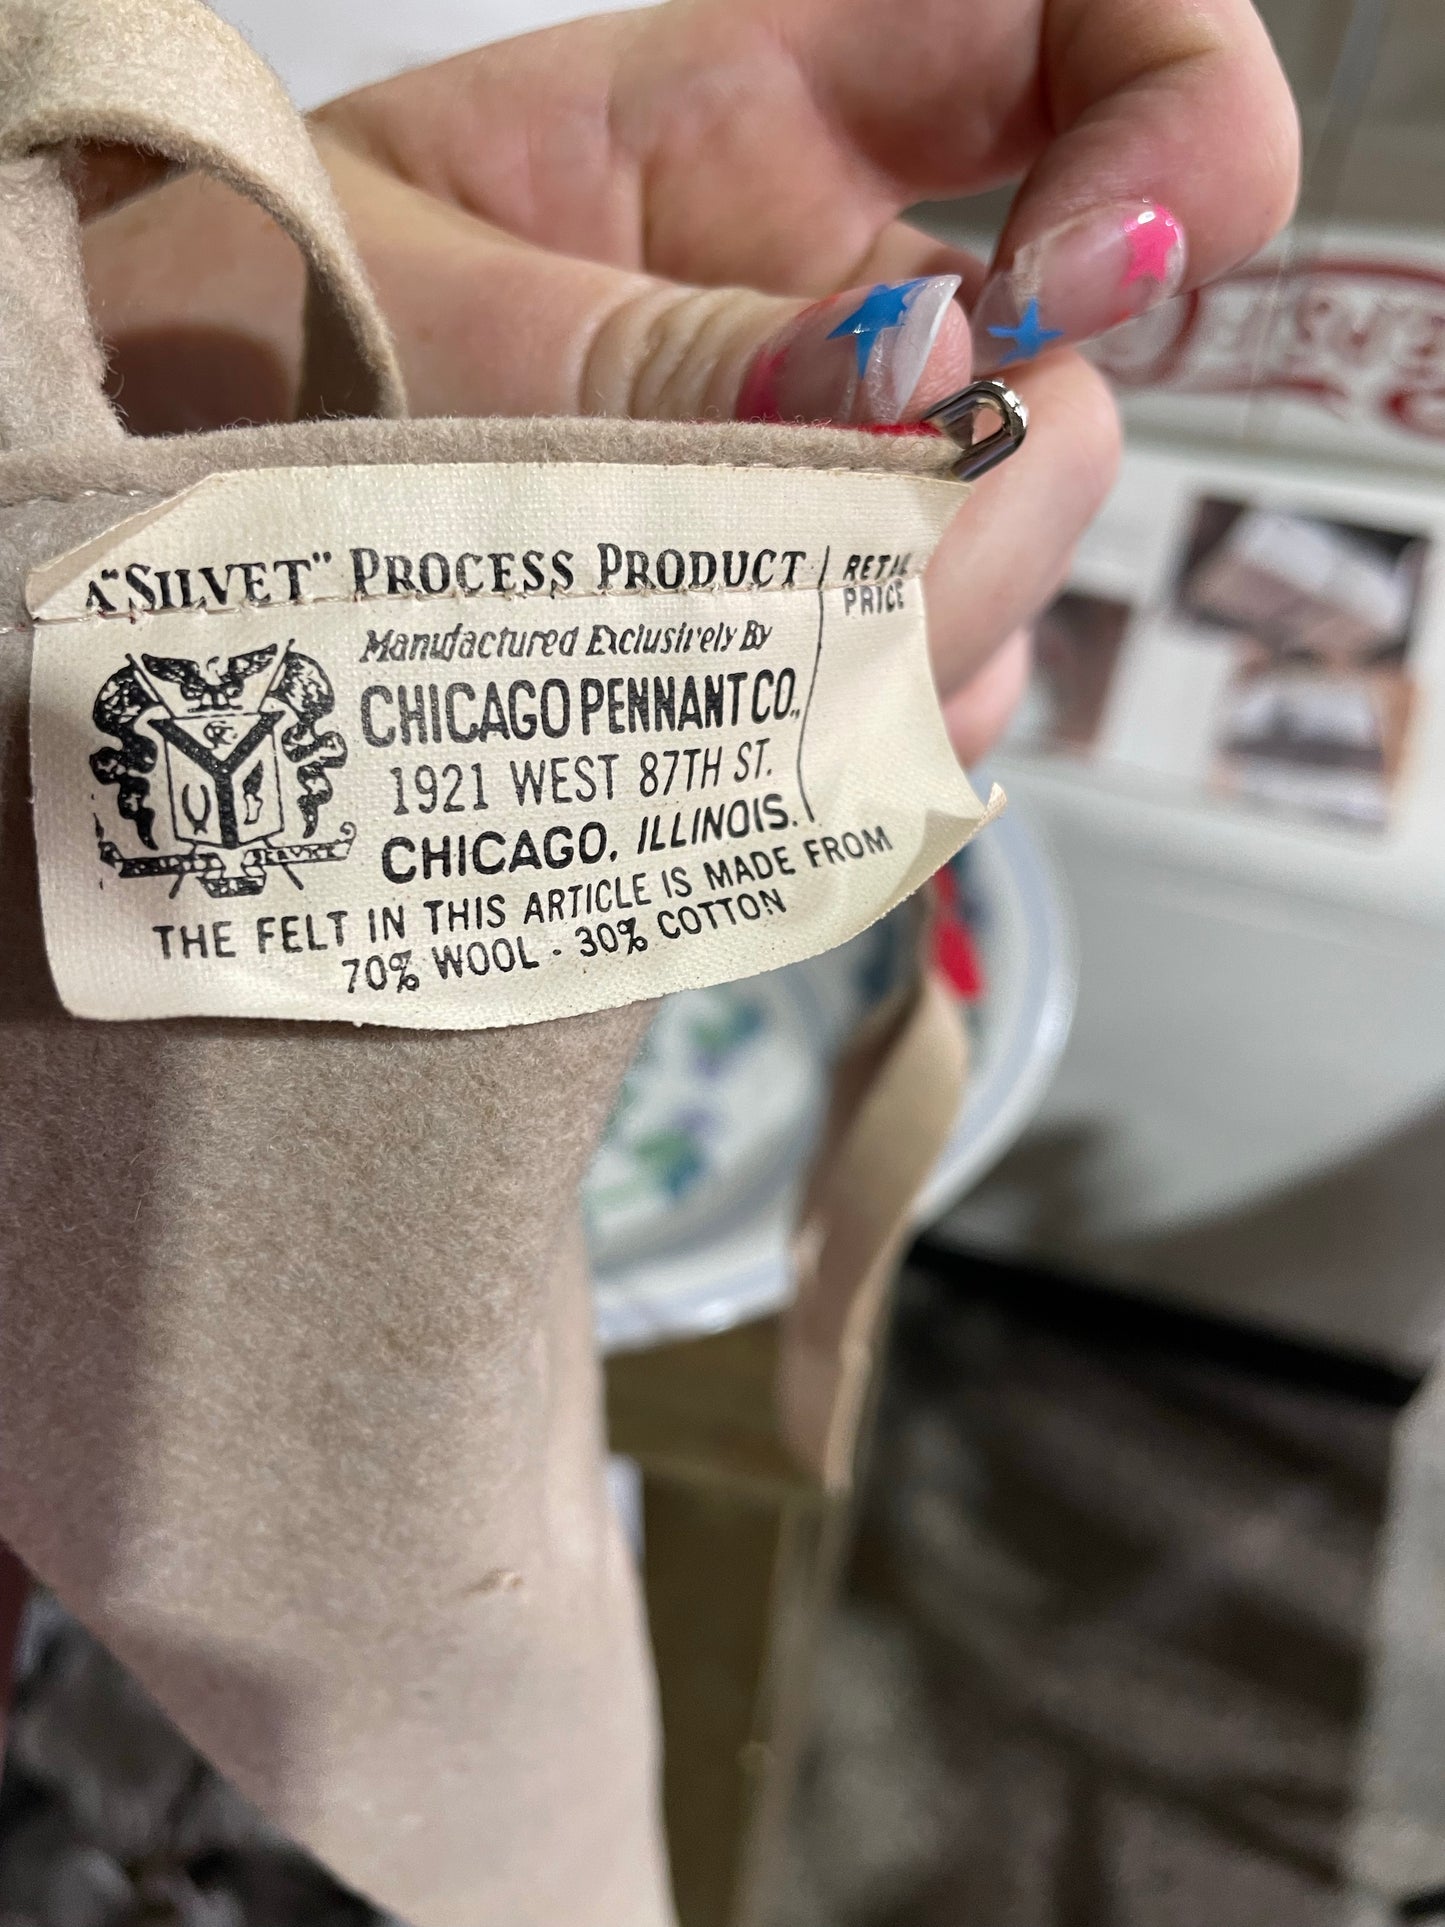 A "SILVET" PROCESS PRODUCT
RETAIL
PRICE
Manufactured Exclusively By
CHICAGO PENNANT CO.,
1921 WEST 87TH ST.
CHICAGO, ILLINOIS.
THE FELT IN THIS ARTICLE IS MADE FROM
70% WOOL - 30% COTTON
SERVICE